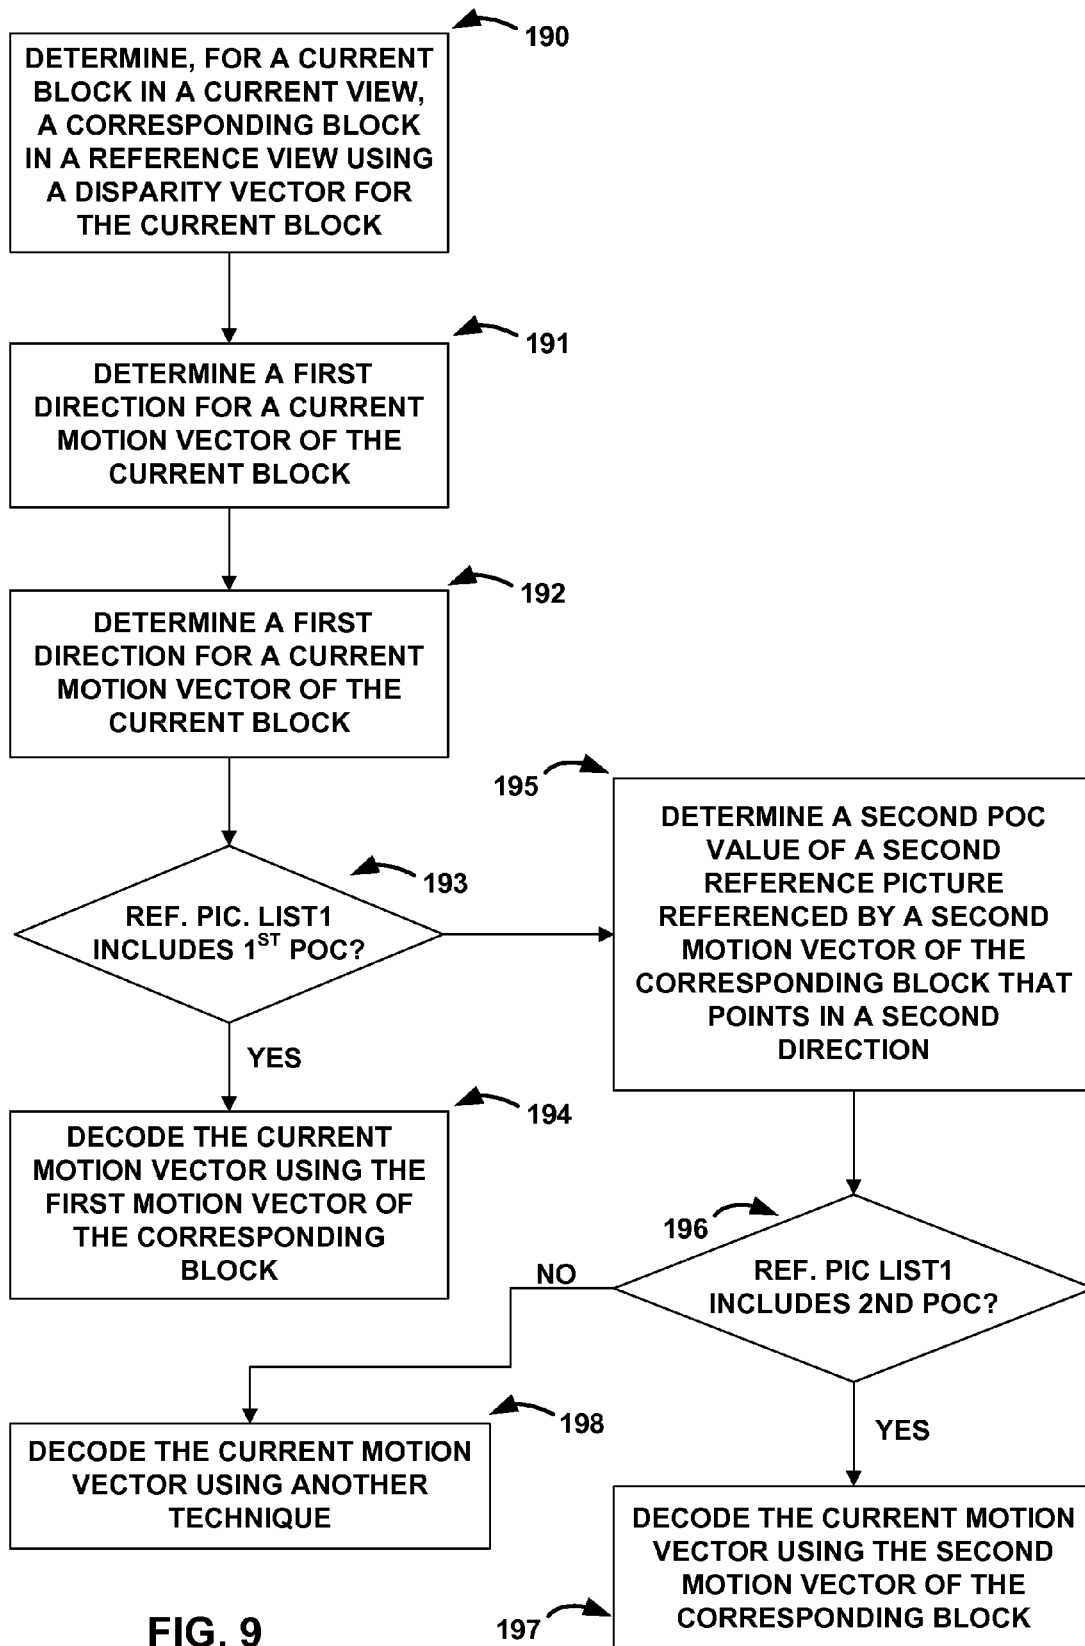 190
DETERMINE, FOR A CURRENT
BLOCK IN A CURRENT VIEW,
A CORRESPONDING BLOCK
IN A REFERENCE VIEW USING
A DISPARITY VECTOR FOR
THE CURRENT BLOCK
191
DETERMINE A FIRST
DIRECTION FOR A CURRENT
MOTION VECTOR OF THE
CURRENT BLOCK
192
DETERMINE A FIRST
DIRECTION FOR A CURRENT
MOTION VECTOR OF THE
CURRENT BLOCK
193
REF. PIC. LIST1
INCLUDES 1ST POC?
YES
194
DECODE THE CURRENT
MOTION VECTOR USING THE
FIRST MOTION VECTOR OF
THE CORRESPONDING
BLOCK
195
DETERMINE A SECOND POC
VALUE OF A SECOND
REFERENCE PICTURE
REFERENCED BY A SECOND
MOTION VECTOR OF THE
CORRESPONDING BLOCK THAT
POINTS IN A SECOND
DIRECTION
196
REF. PIC LIST1
INCLUDES 2ND POC?
NO
YES
198
DECODE THE CURRENT MOTION
VECTOR USING ANOTHER
TECHNIQUE
197
DECODE THE CURRENT MOTION
VECTOR USING THE SECOND
MOTION VECTOR OF THE
CORRESPONDING BLOCK
FIG. 9